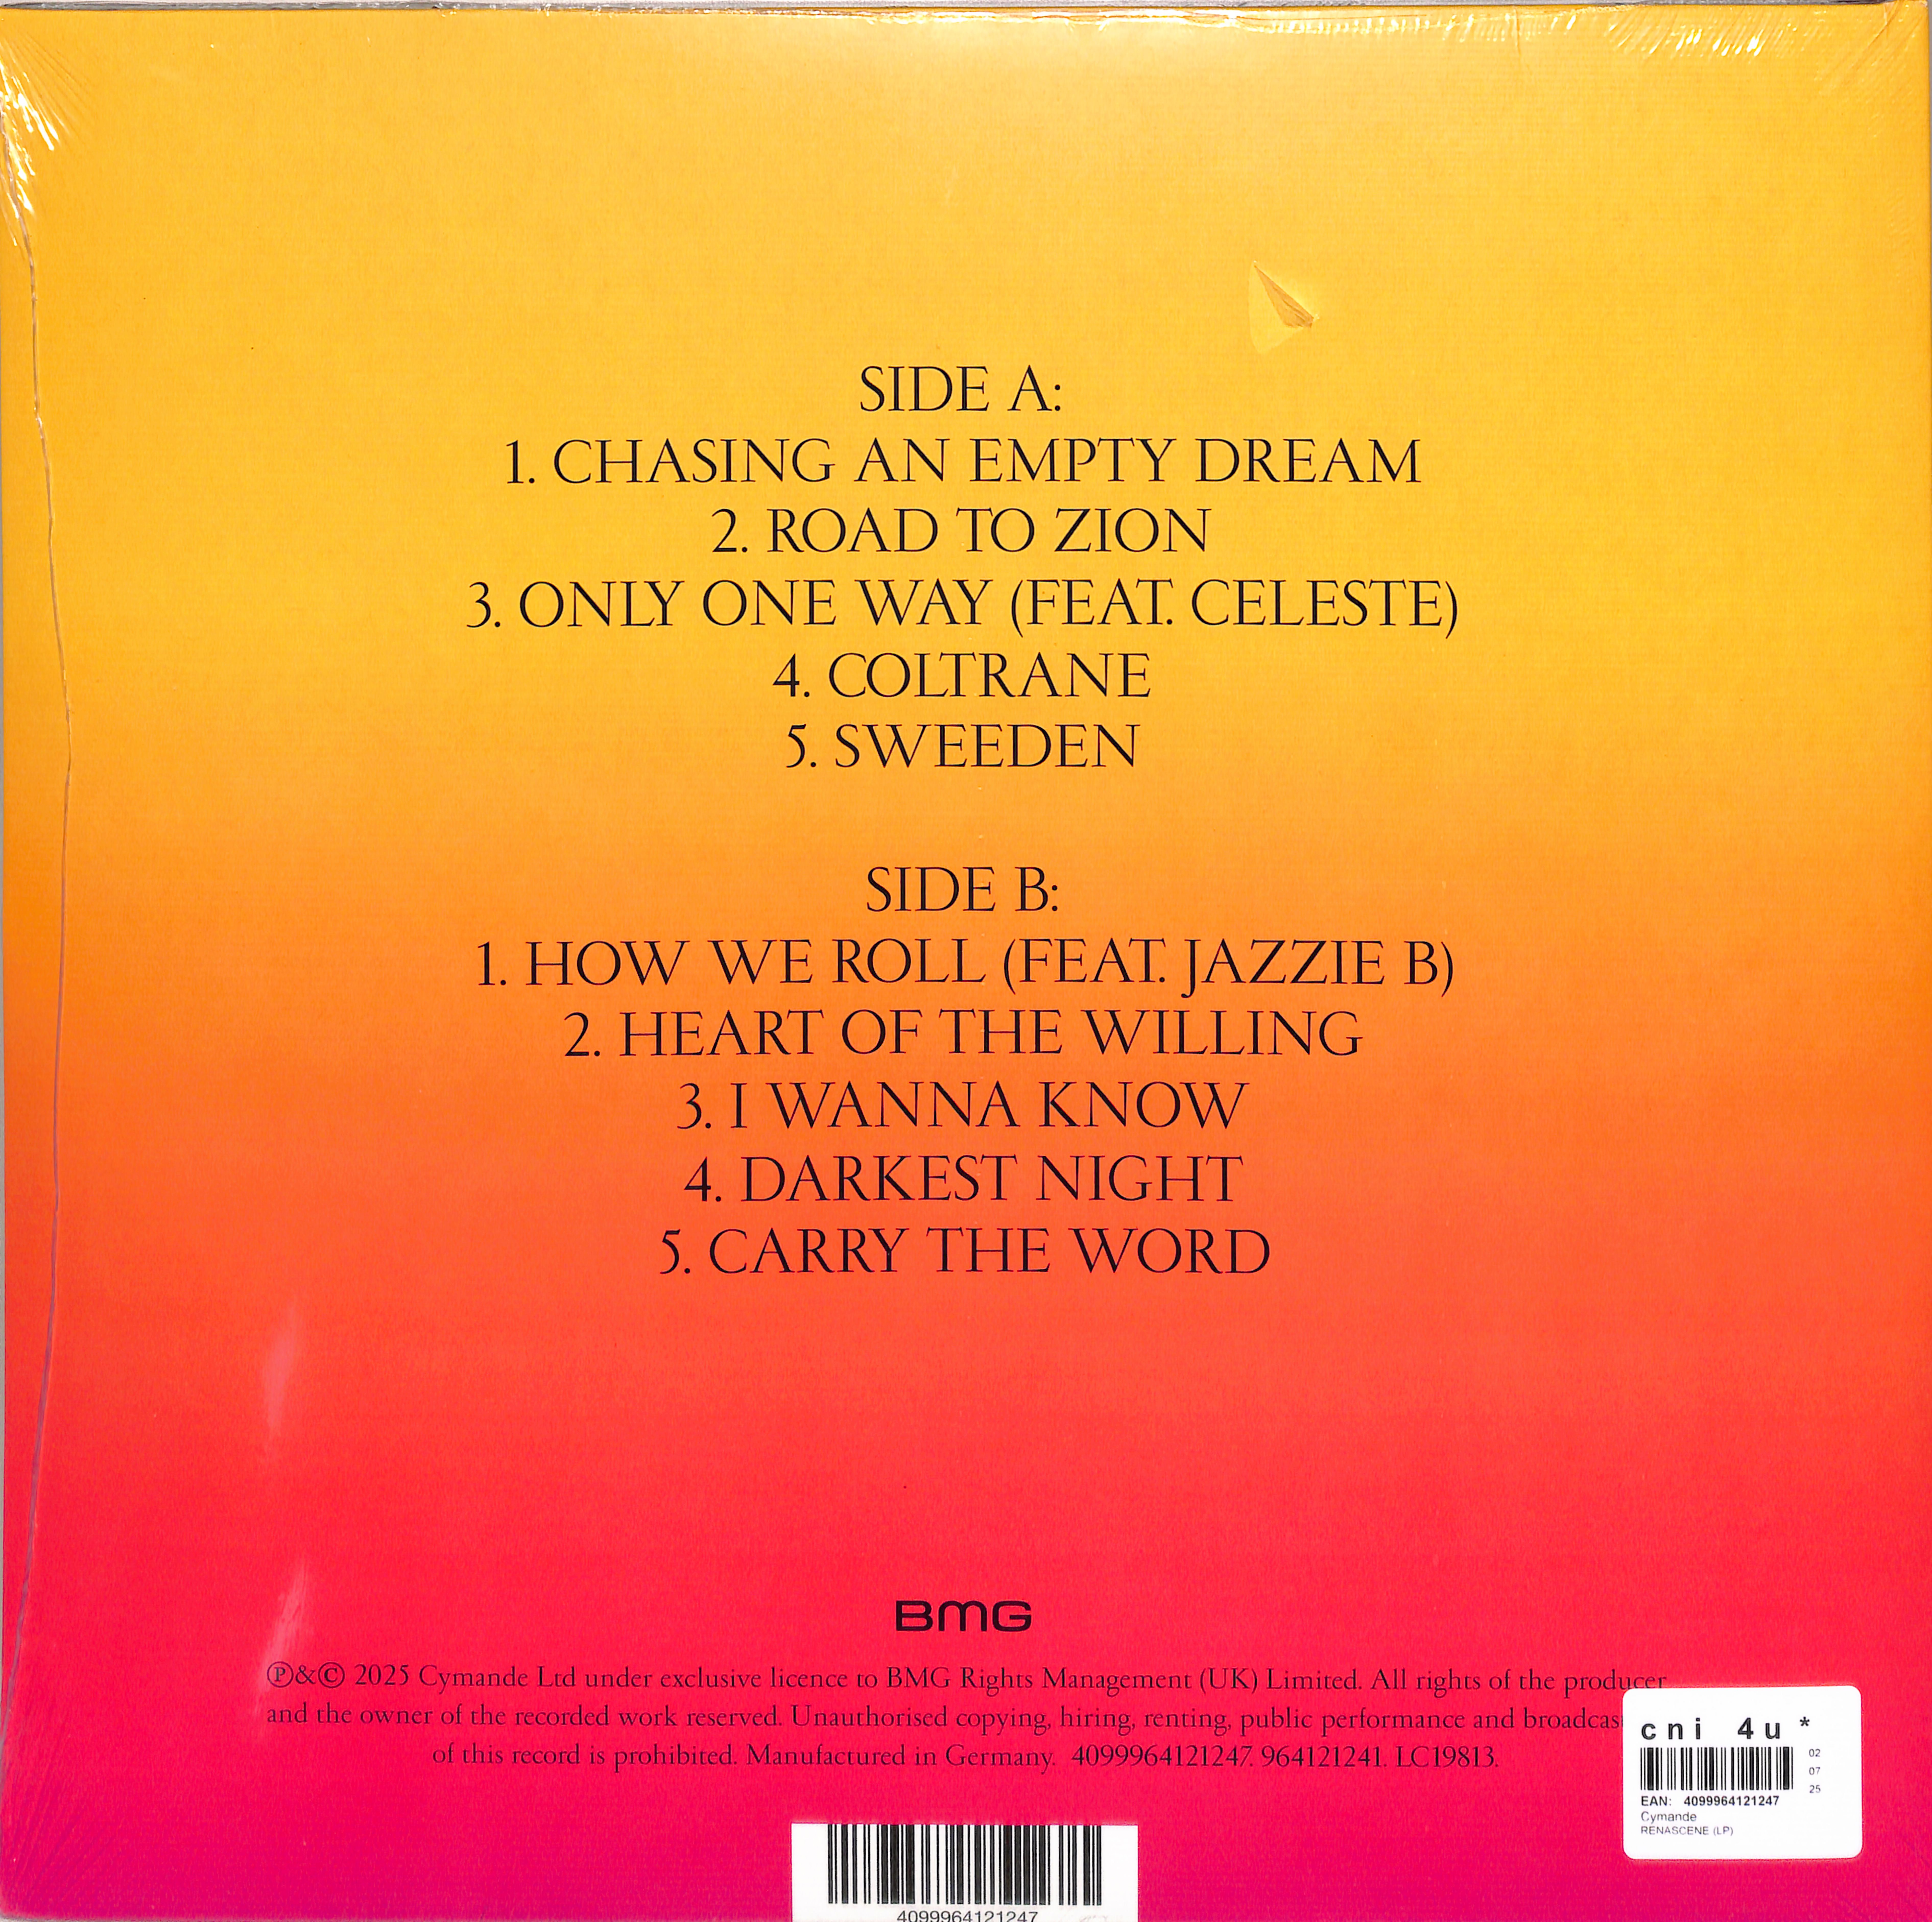 SIDE A:
1. CHASING AN EMPTY DREAM
2. ROAD TO ZION
3. ONLY ONE WAY (FEAT. CELESTE)
4. COLTRANE
5. SWEEDEN
SIDE B:
1. HOW WE ROLL (FEAT. JAZZIE B)
2. HEART OF THE WILLING
3. I WANNA KNOW
4. DARKEST NIGHT
5. CARRY THE WORD
BMG
Ⓟ&© 2025 Cymande Ltd under exclusive licence to BMG Rights Management (UK) Limited. All rights of the producer
and the owner of the recorded work reserved. Unauthorised copying, hiring, renting, public performance and
of this record is prohibited. Manufactured in Germany. 4099964121247. 964121241. LC19813.
cni 4u *
02
07
25
EAN: 4099964121247
Cymande
RENASCENE (LP)
4099964121247